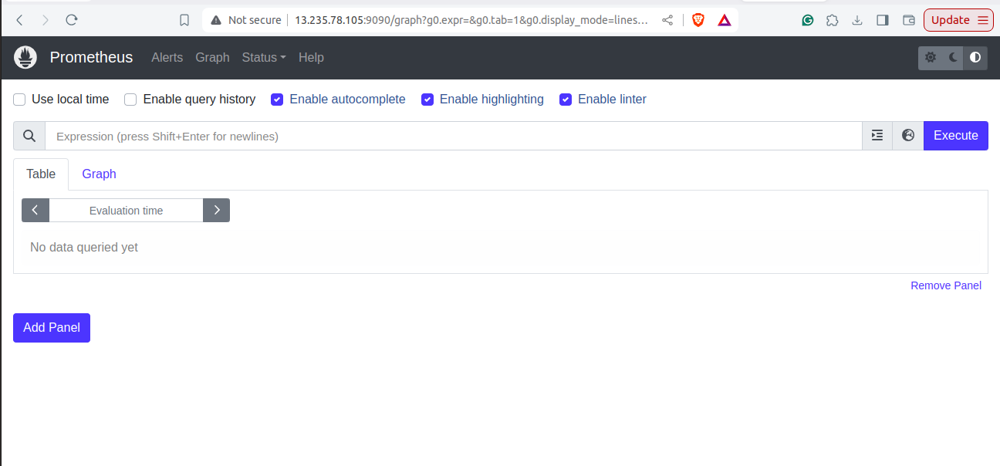 Not secure 13.235.78.105:9090/graph?g0.expr=&g0.tab=1&g0.display_mode=lines... Update
Prometheus Alerts Graph Status Help
Use local time Enable query history Enable autocomplete Enable highlighting Enable linter
Expression (press Shift+Enter for newlines) Execute
Table Graph
Evaluation time
No data queried yet
Remove Panel
Add Panel